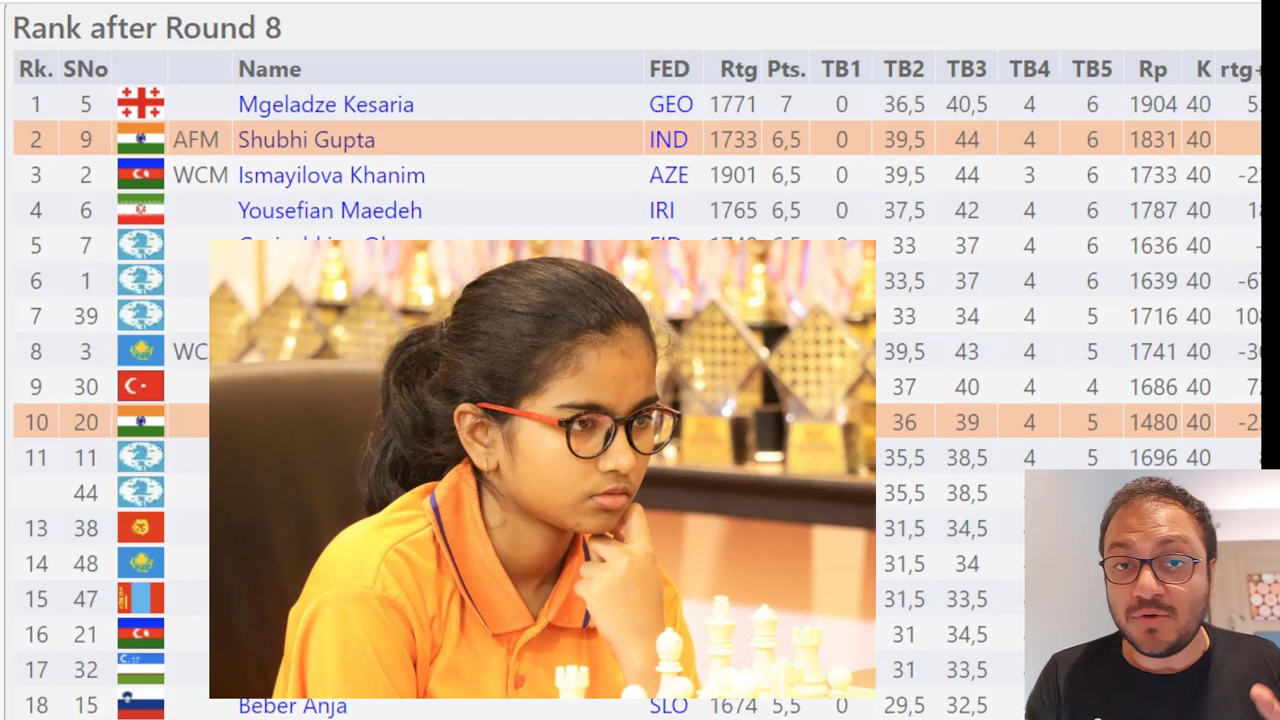 Rank after Round 8
Rk. SNo Name FED Rtg Pts. TB1 TB2 TB3 TB4 TB5 Rp K
1 5 Mgeladze Kesaria GEO 1771 7 0 36,5 40,5 4 6 1904 40
2 9 AFM Shubhi Gupta IND 1733 6,5 0 39,5 44 4 6 1831 40
3 2 WCM Ismayilova Khanim AZE 1901 6,5 0 39,5 44 3 6 1733 40
4 6 Yousefian Maedeh IRI 1765 6,5 0 37,5 42 4 6 1787 40
5 7 33 37 4 6 1636 40
6 1 33,5 37 4 6 1639 40
7 39 33 34 4 5 1716 40
8 3 39,5 43 4 5 1741 40
9 30 37 40 4 4 1686 40
10 20 36 39 4 5 1480 40
11 11 35,5 38,5 4 5 1696 40
44 35,5 38,5
13 38 31,5 34,5
14 48 31,5 34
15 47 31,5 33,5
16 21 31 34,5
17 32 31 33,5
18 15 Beber Anja SLO 1674 5,5 0 29,5 32,5